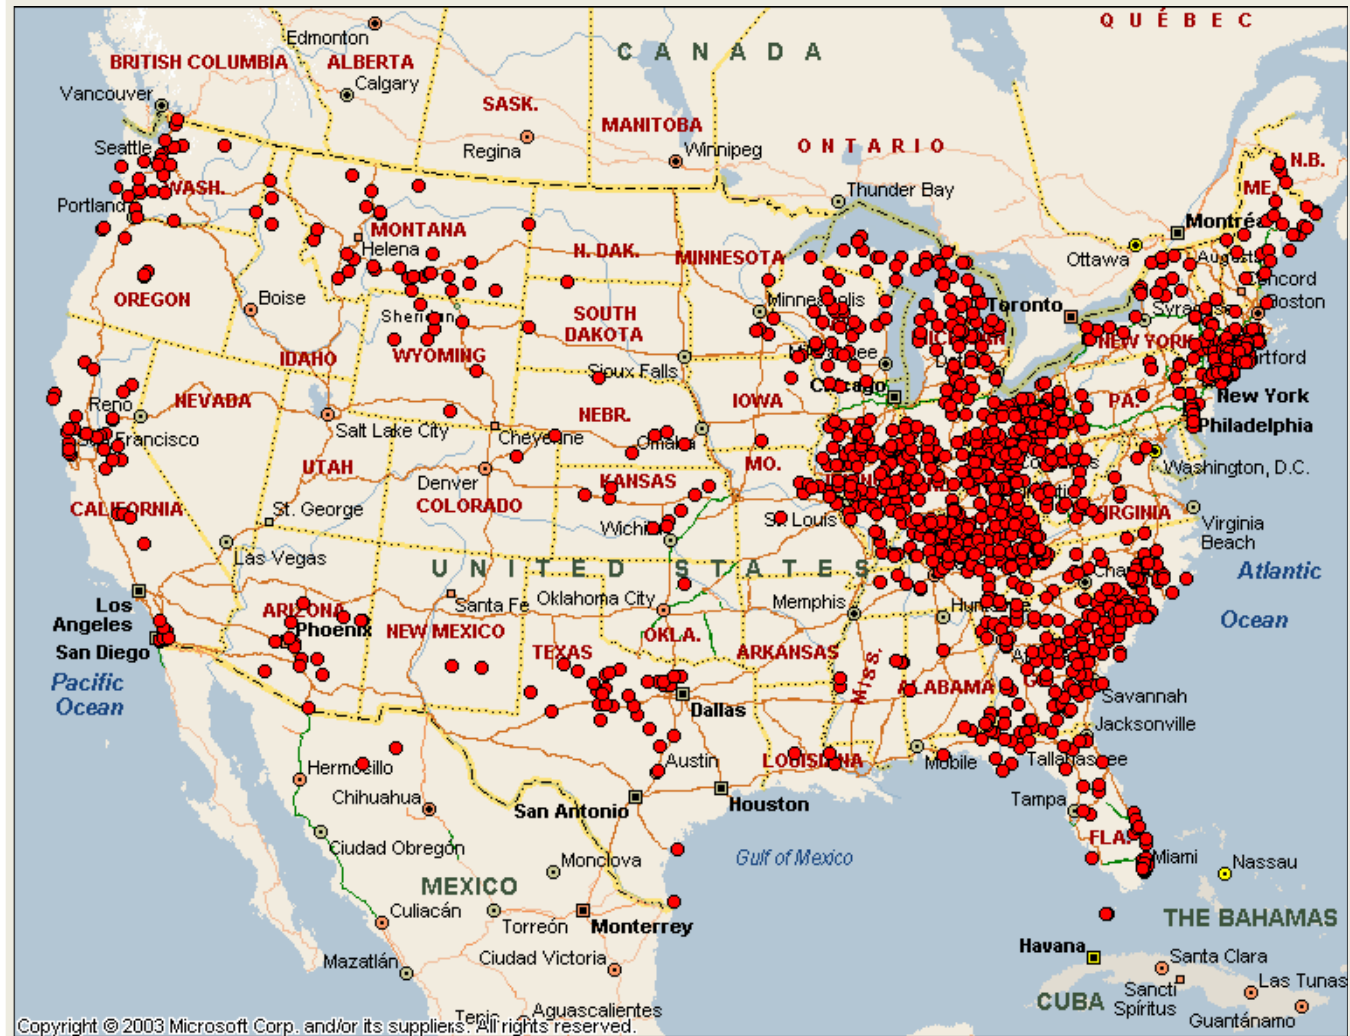 QUÉBEC
Edmonton
CANADA
BRITISH COLUMBIA
ALBERTA
Calgary
Vancouver
SASK.
MANITOBA
Regina
Winnipeg
ONTARIO
N.B.
Seattle
WASH.
Thunder Bay
ME.
Portland
MONTANA
Montréa
Helena
N. DAK.
MINNESOTA
Ottawa
OREGON
Boise
SOUTH
DAKOTA
Toronto
Boston
IDAHO
WYOMING
NEW YORK
Sioux Falls
NEVADA
Reno
NEBR.
IOWA
Chicago
PA.
New York
Salt Lake City
Cheyenne
Omaha
Philadelphia
UTAH
Denver
COLORADO
KANSAS
MO.
Washington, D.C.
CALIFORNIA
St. George
VIRGINIA
Virginia
Beach
Las Vegas
UNITED STATES
Atlantic
Ocean
Los
Angeles
ARIZONA
Phoenix
Santa Fe
Oklahoma City
Memphis
San Diego
NEW MEXICO
TEXAS
OKLA.
ARKANSAS
MISS.
ALABAMA
Pacific
Ocean
Dallas
Savannah
Jacksonville
Hermosillo
Austin
LOUISIANA
Mobile
Tallahassee
Chihuahua
San Antonio
Houston
Tampa
Ciudad Obregón
Monclova
Gulf of Mexico
FLA.
Miami
Nassau
MEXICO
Culiacán
Torreón
Monterrey
THE BAHAMAS
Havana
Mazatlán
Ciudad Victoria
Santa Clara
CUBA
Sancti
Spíritus
Las Tunas
Aguascalientes
Guantánamo
Copyright © 2003 Microsoft Corp. and/or its suppliers. All rights reserved.